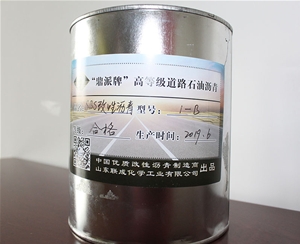 “鼎派牌”高等级道路石油沥青
SBS改性沥青 型号: I-B
合格 生产时间: 2019.6
中国优质改性沥青制造商
山东联成化学工业有限公司 出品